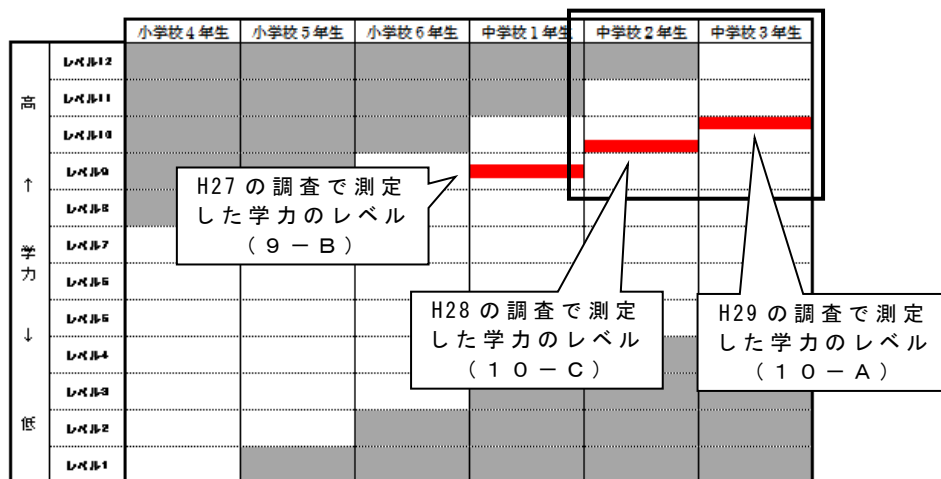 小学校４年生 小学校５年生 小学校６年生 中学校１年生 中学校２年生 中学校３年生
高
↑
学
力
↓
低
レベル12
レベル11
レベル10
レベル9
レベル8
レベル7
レベル6
レベル5
レベル4
レベル3
レベル2
レベル1
H27の調査で測定
した学力のレベル
（９－Ｂ）
H28の調査で測定
した学力のレベル
（１０－Ｃ）
H29の調査で測定
した学力のレベル
（１０－Ａ）